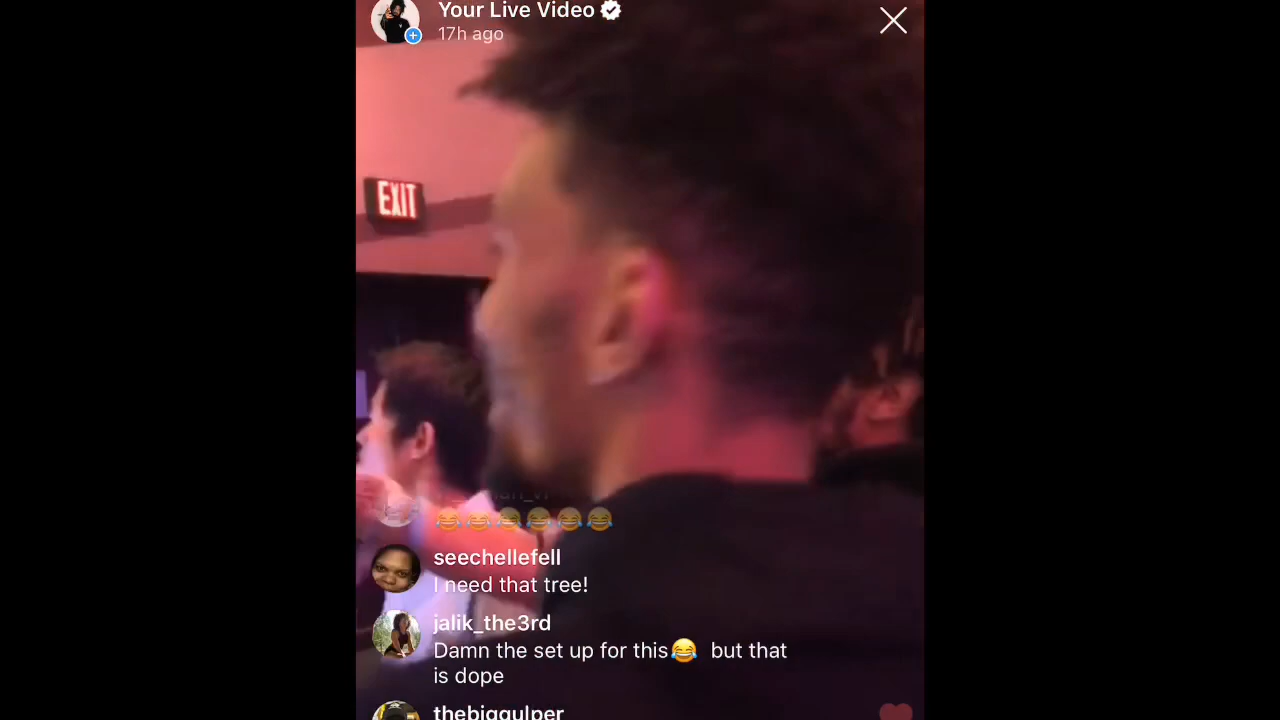 Your Live Video
17h ago
EXIT
😂😂😂😂😂😂
seechellefell
I need that tree!
jalik_the3rd
Damn the set up for this😂 but that
is dope
thebiggulper